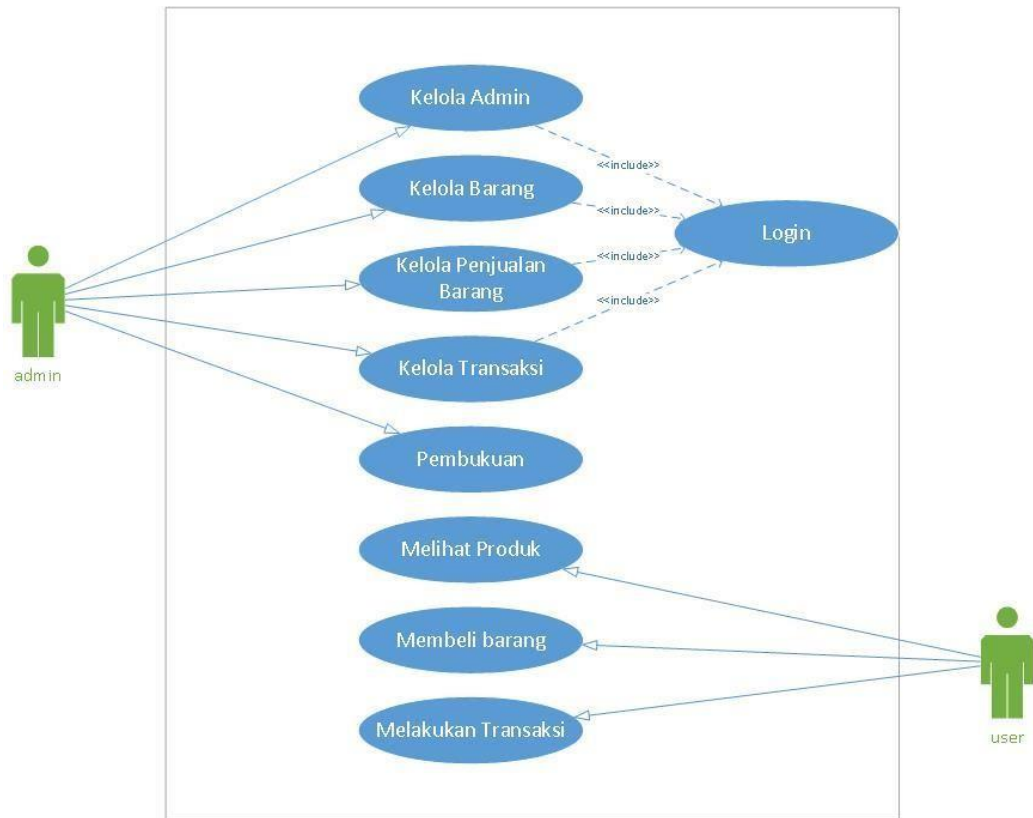 Kelola Admin
<<include>>
Kelola Barang
<<include>>
Login
Kelola Penjualan
Barang
<<include>>
<<include>>
Kelola Transaksi
admin
Pembukuan
Melihat Produk
Membeli barang
Melakukan Transaksi
user